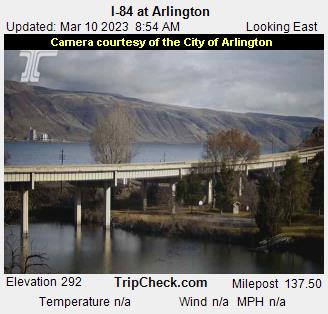 I-84 at Arlington
Updated: Mar 10 2023 8:54 AM Looking East
Camera courtesy of the City of Arlington
Elevation 292 TripCheck.com Milepost 137.50
Temperature n/a Wind n/a MPH n/a